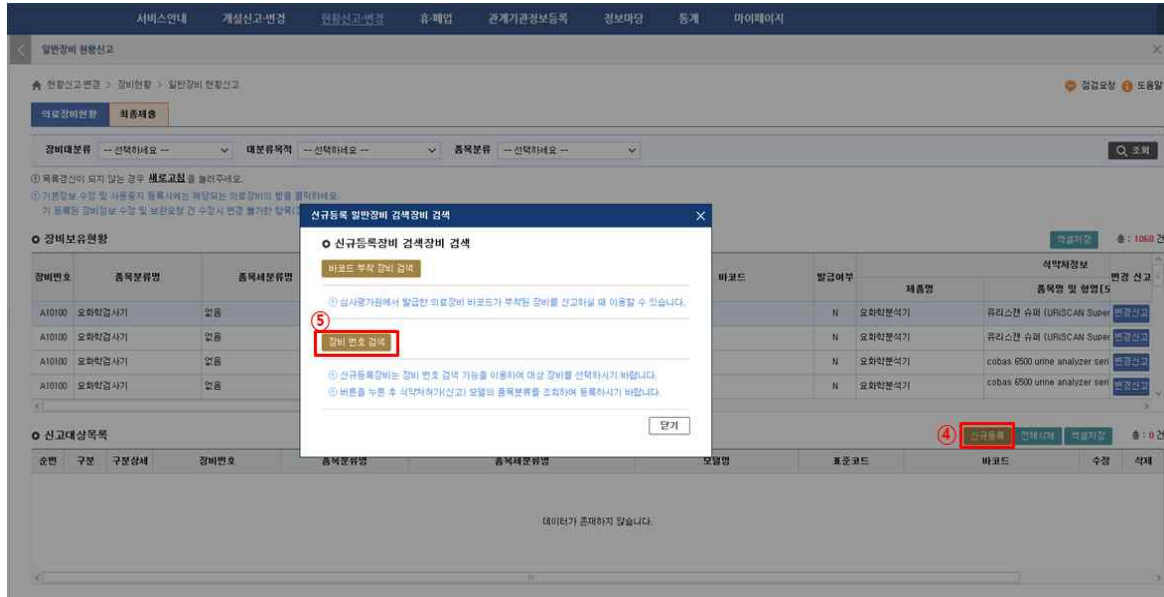 서비스안내 개설신고·변경 현황신고·변경 휴·폐업 관계기관정보등록 정보마당 통계 마이페이지
일반장비 현황신고
현황신고·변경 > 장비현황 > 일반장비 현황신고 점검요청 도움말
의료장비현황 최종제출
장비대분류 -- 선택하세요 -- 대분류목적 -- 선택하세요 -- 품목분류 -- 선택하세요 -- 조회
목록갱신이 되지 않는 경우 새로고침 을 눌러주세요.
기본정보 수정 및 사용중지 등록시에는 해당되는 의료장비의 행을 클릭하세요.
기 등록된 장비정보 수정 및 보완요청 건 수정시 변경 불가한 항목(
신규등록 일반장비 검색장비 검색
신규등록장비 검색장비 검색
바코드 부착 장비 검색
심사평가원에서 발급한 의료장비 바코드가 부착된 장비를 신고하실 때 이용할 수 있습니다.
⑤
장비 번호 검색
신규등록장비는 장비 번호 검색 기능을 이용하여 대상 장비를 선택하시기 바랍니다.
버튼을 누른 후 식약처허가(신고) 모델의 품목분류를 조회하여 등록하시기 바랍니다.
닫기
장비보유현황 엑셀저장 총 : 1068 건
장비번호 품목분류명 품목세분류명 바코드 발급여부 식약처정보 변경 신고
제품명 품목명 및 형명[S
A10100 요화학검사기 없음 N 요화학분석기 유리스캔 슈퍼 (URiSCAN Super 변경신고
A10100 요화학검사기 없음 N 요화학분석기 유리스캔 슈퍼 (URiSCAN Super 변경신고
A10100 요화학검사기 없음 N 요화학분석기 cobas 6500 urine analyzer seri 변경신고
A10100 요화학검사기 없음 N 요화학분석기 cobas 6500 urine analyzer seri 변경신고
신고대상목록 ④ 신규등록 전체삭제 엑셀저장 총 : 0 건
순번 구분 구분상세 장비번호 품목분류명 품목세분류명 모델명 표준코드 바코드 수정 삭제
데이터가 존재하지 않습니다.